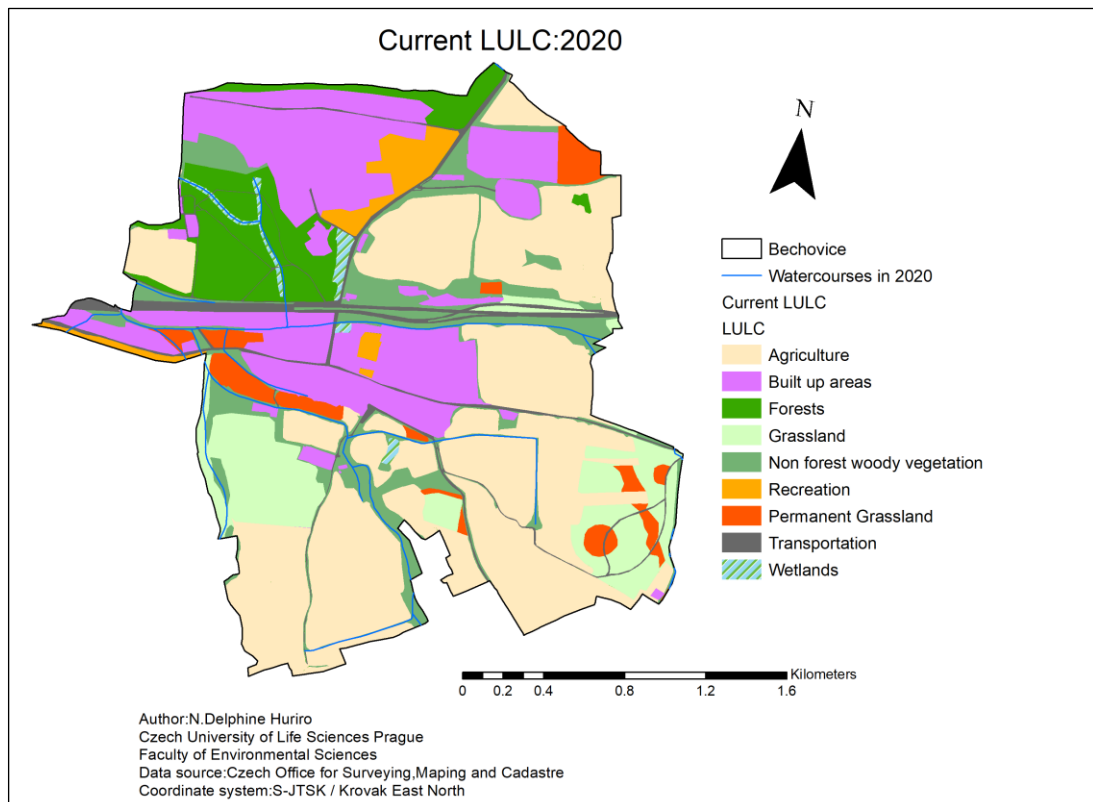 Current LULC:2020
N
Bechovice
Watercourses in 2020
Current LULC
LULC
Agriculture
Built up areas
Forests
Grassland
Non forest woody vegetation
Recreation
Permanent Grassland
Transportation
Wetlands
Kilometers
0 0.2 0.4 0.8 1.2 1.6
Author:N.Delphine Huriro
Czech University of Life Sciences Prague
Faculty of Environmental Sciences
Data source:Czech Office for Surveying,Maping and Cadastre
Coordinate system:S-JTSK / Krovak East North